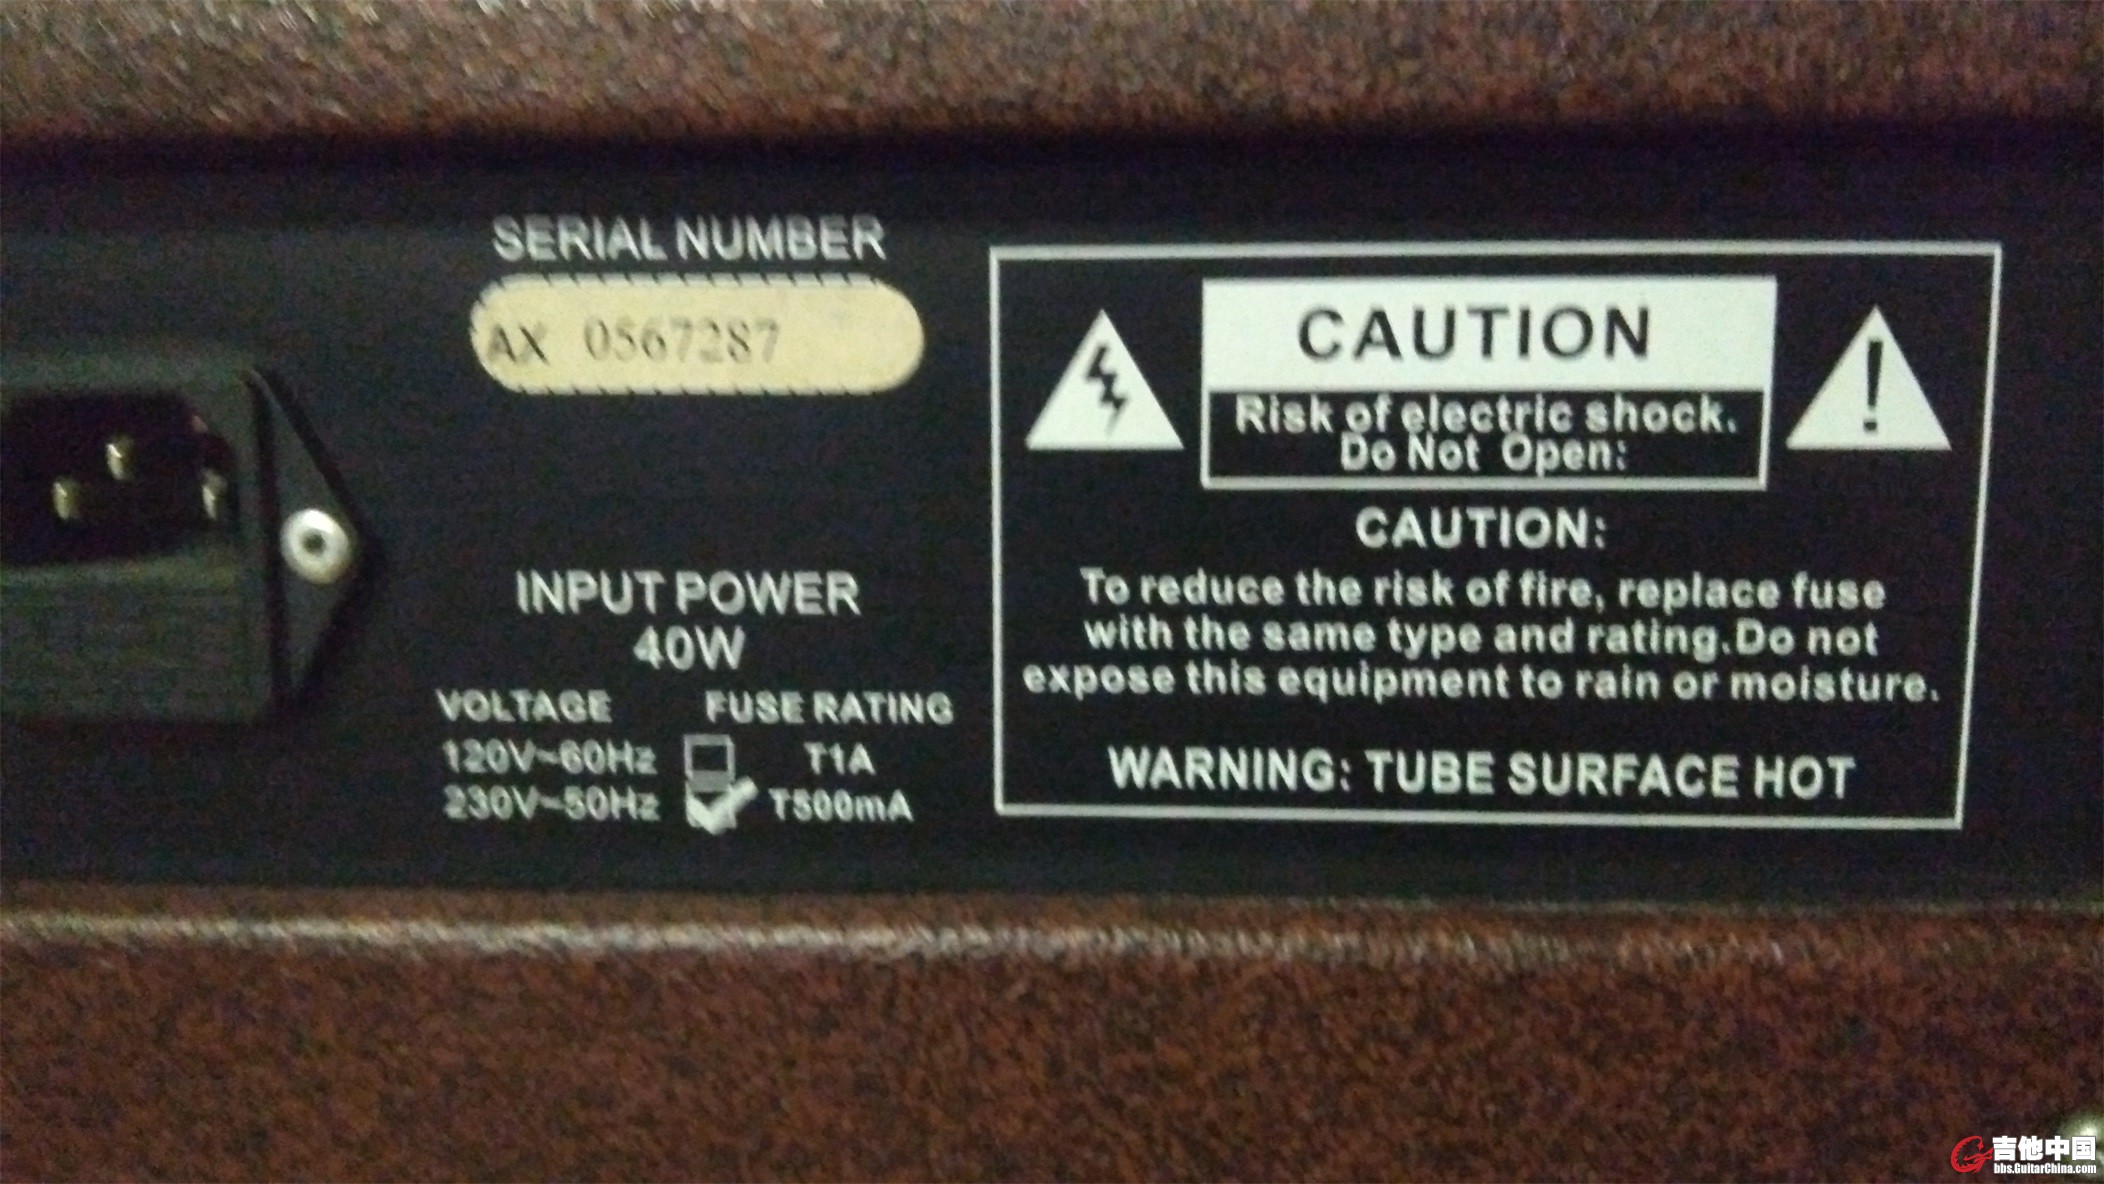 SERIAL NUMBER
AX 0567287
INPUT POWER
40W
VOLTAGE FUSE RATING
120V~60Hz T1A
230V~50Hz T500mA
CAUTION
Risk of electric shock.
Do Not Open:
CAUTION:
To reduce the risk of fire, replace fuse
with the same type and rating.Do not
expose this equipment to rain or moisture.
WARNING: TUBE SURFACE HOT
吉他中国
bbs.GuitarChina.com